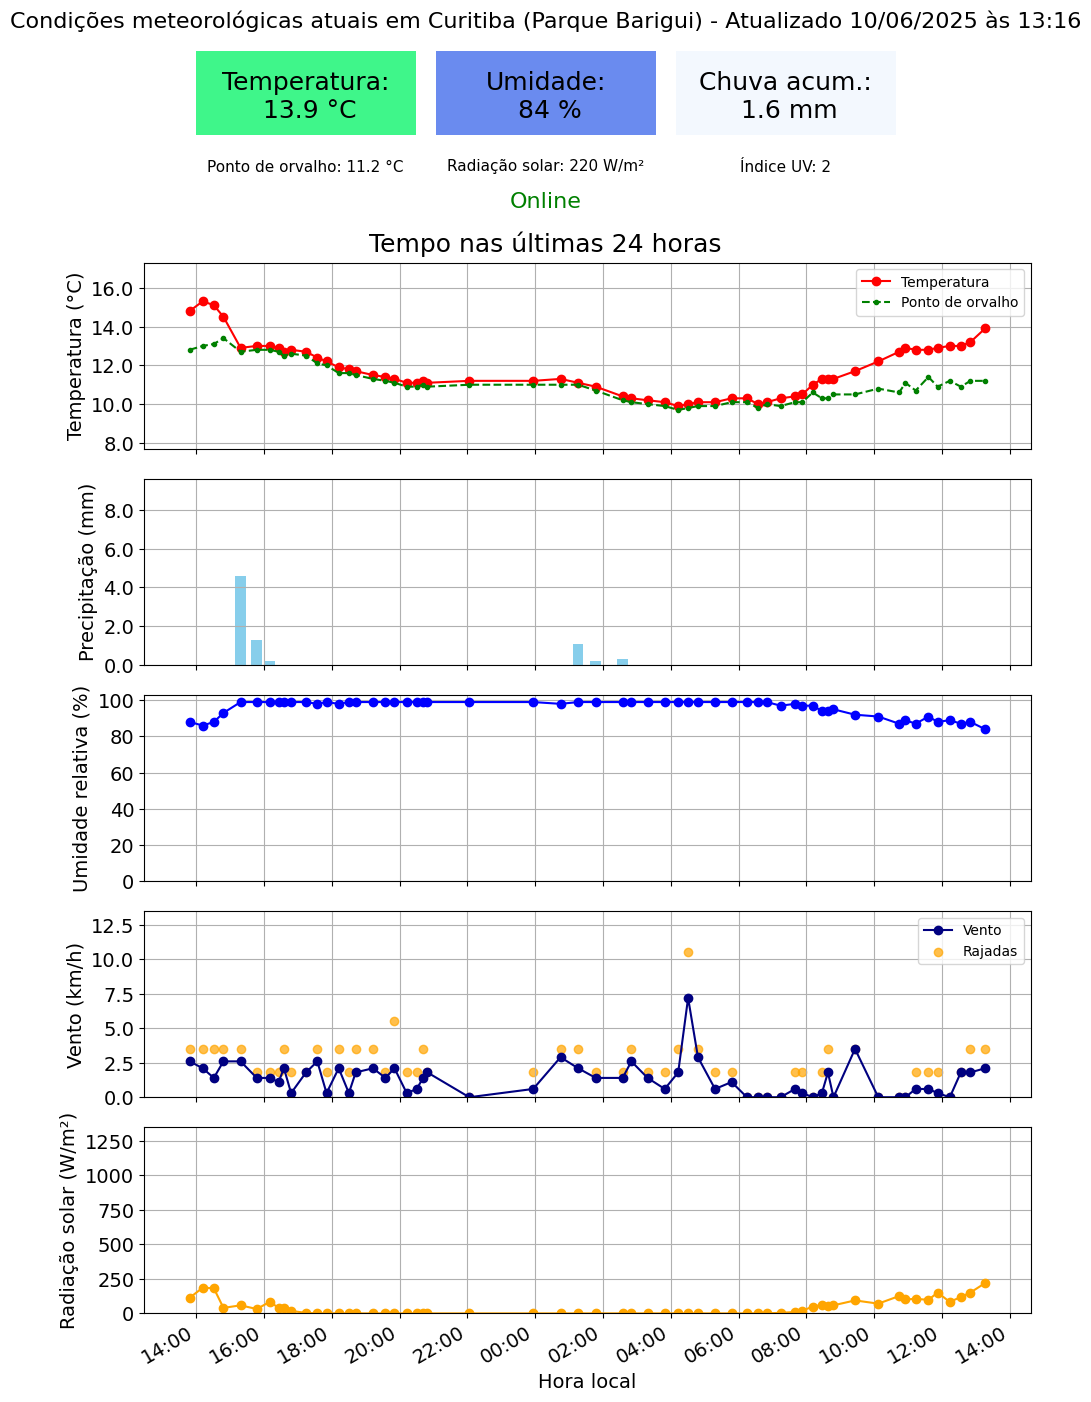 Condições meteorológicas atuais em Curitiba (Parque Barigui) - Atualizado 10/06/2025 às 13:16
Temperatura:
13.9 °C
Umidade:
84 %
Chuva acum.:
1.6 mm
Ponto de orvalho: 11.2 °C
Radiação solar: 220 W/m²
Índice UV: 2
Online
Tempo nas últimas 24 horas
Temperatura (°C)
16.0
14.0
12.0
10.0
8.0
Temperatura
Ponto de orvalho
Precipitação (mm)
8.0
6.0
4.0
2.0
0.0
Umidade relativa (%)
100
80
60
40
20
0
Vento (km/h)
12.5
10.0
7.5
5.0
2.5
0.0
Vento
Rajadas
Radiação solar (W/m²)
1250
1000
750
500
250
0
14:00
16:00
18:00
20:00
22:00
00:00
02:00
04:00
06:00
08:00
10:00
12:00
14:00
Hora local